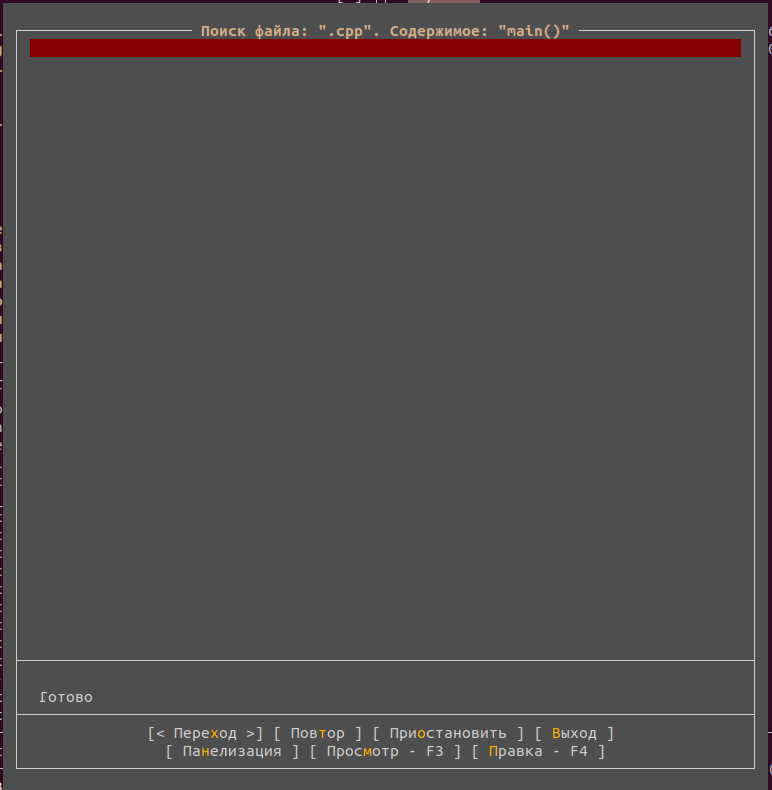 Поиск файла: ".cpp". Содержимое: "main()"
Готово
[< Переход >] [ Повтор ] [ Приостановить ] [ Выход ]
[ Панелизация ] [ Просмотр - F3 ] [ Правка - F4 ]